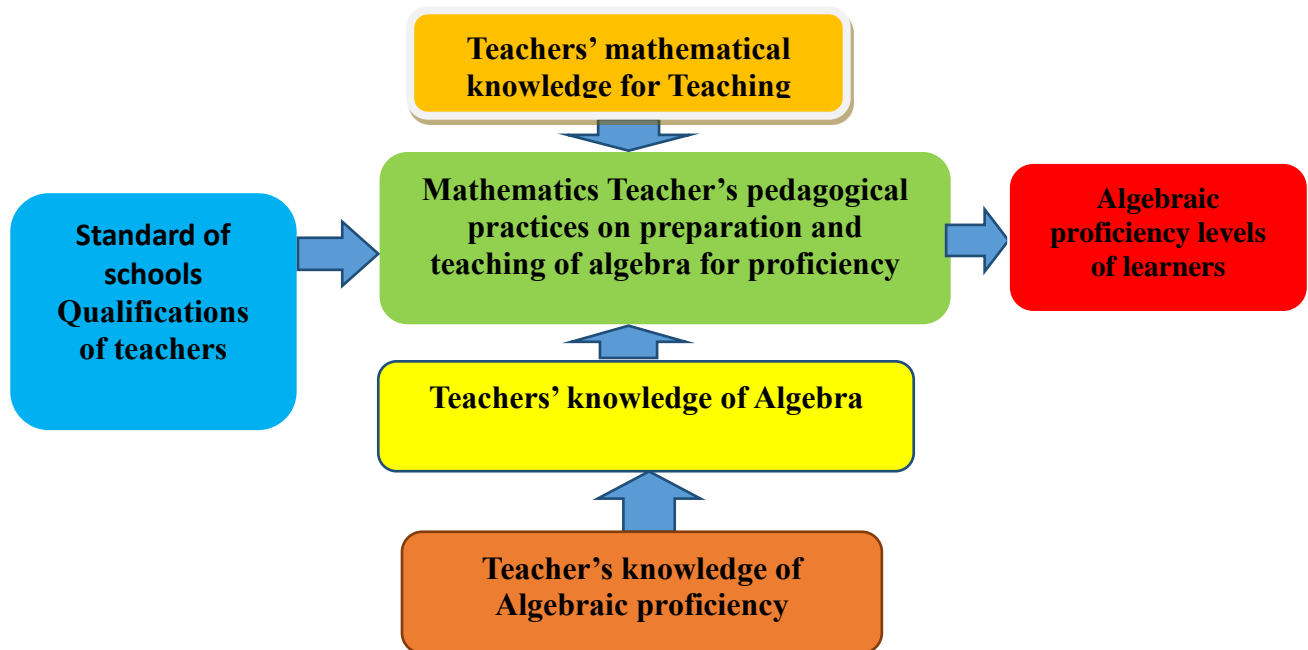 Teachers’ mathematical
knowledge for Teaching
Standard of
schools
Qualifications
of teachers
Mathematics Teacher’s pedagogical
practices on preparation and
teaching of algebra for proficiency
Algebraic
proficiency levels
of learners
Teachers’ knowledge of Algebra
Teacher’s knowledge of
Algebraic proficiency